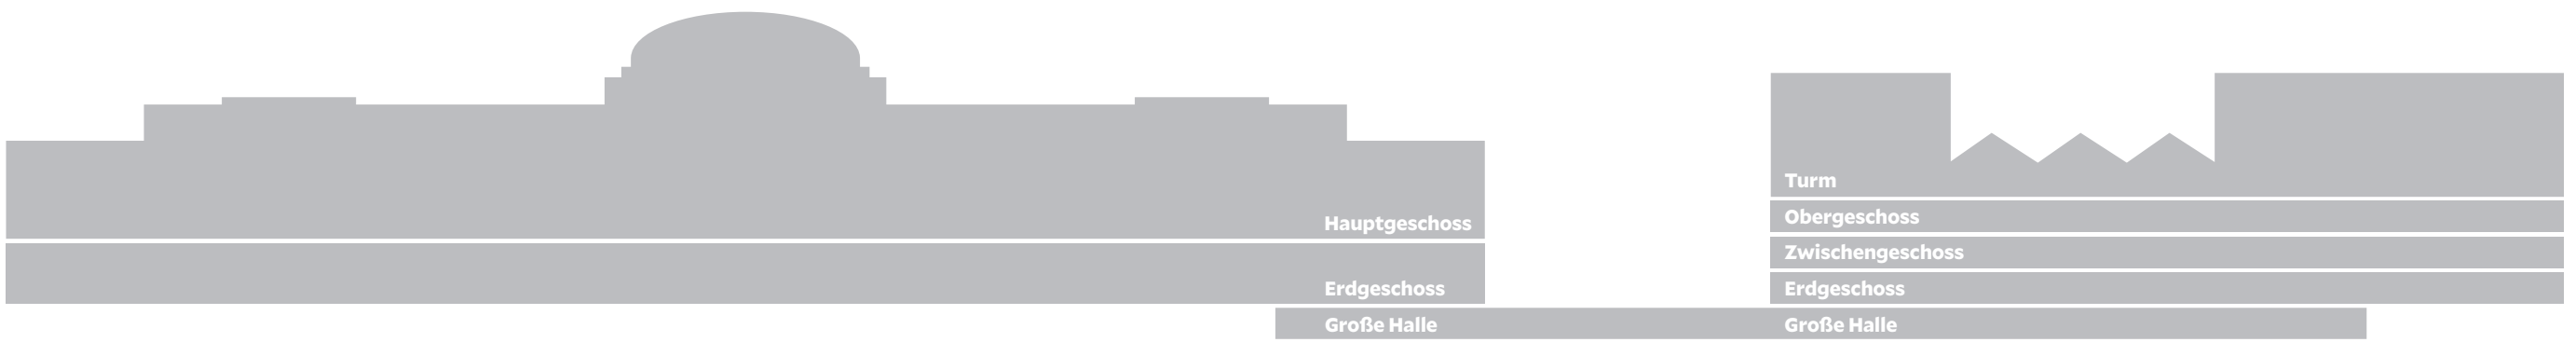 Hauptgeschoss
Erdgeschoss
Große Halle
Turm
Obergeschoss
Zwischengeschoss
Erdgeschoss
Große Halle